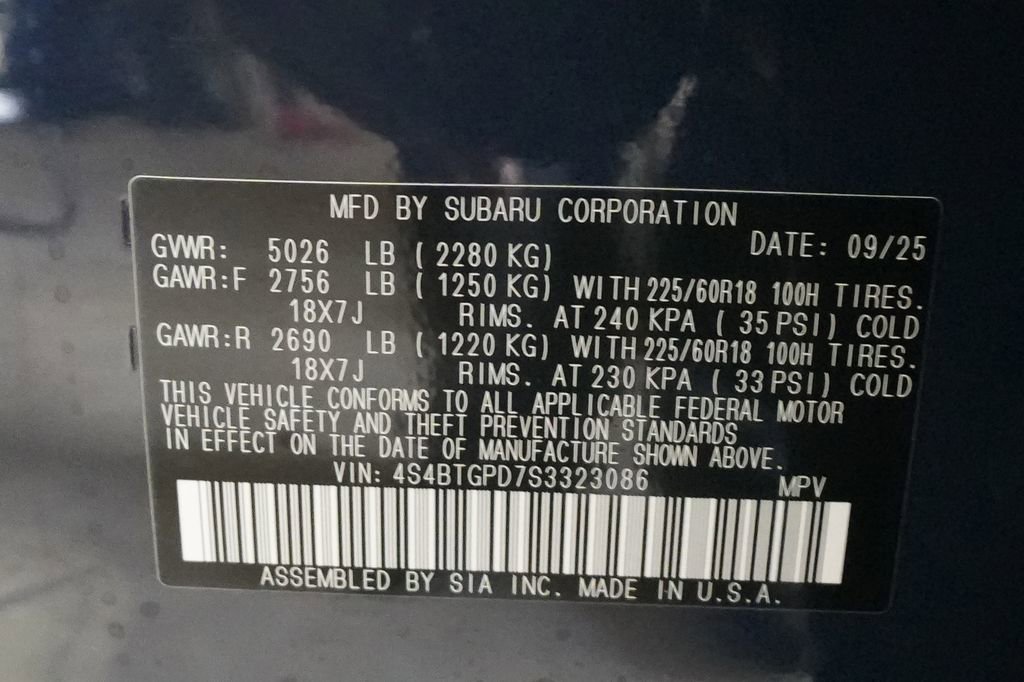 MFD BY SUBARU CORPORATION
GVWR: 5026 LB ( 2280 KG) DATE: 09/25
GAWR:F 2756 LB ( 1250 KG) WITH 225/60R18 100H TIRES.
18X7J RIMS. AT 240 KPA ( 35 PSI) COLD
GAWR:R 2690 LB ( 1220 KG) WITH 225/60R18 100H TIRES.
18X7J RIMS. AT 230 KPA ( 33 PSI) COLD
THIS VEHICLE CONFORMS TO ALL APPLICABLE FEDERAL MOTOR
VEHICLE SAFETY AND THEFT PREVENTION STANDARDS
IN EFFECT ON THE DATE OF MANUFACTURE SHOWN ABOVE.
VIN: 4S4BTGPD7S3323086 MPV
ASSEMBLED BY SIA INC. MADE IN U.S.A.